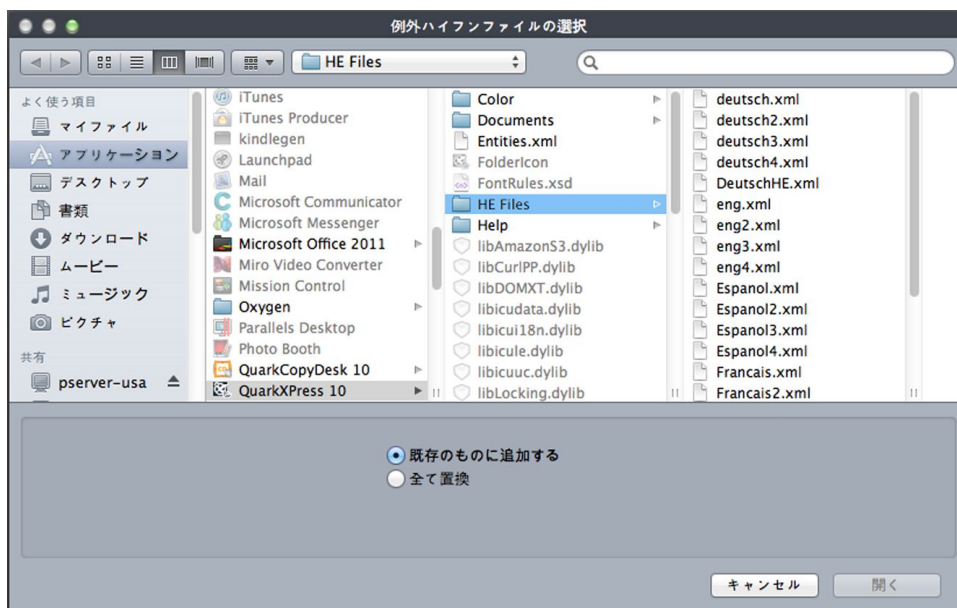 例外ハイフンファイルの選択
HE Files
よく使う項目
マイファイル
アプリケーション
デスクトップ
書類
ダウンロード
ムービー
ミュージック
ピクチャ
共有
pserver-usa
iTunes
iTunes Producer
kindlegen
Launchpad
Mail
Microsoft Communicator
Microsoft Messenger
Microsoft Office 2011
Miro Video Converter
Mission Control
Oxygen
Parallels Desktop
Photo Booth
QuarkCopyDesk 10
QuarkXPress 10
Color
Documents
Entities.xml
FolderIcon
FontRules.xsd
HE Files
Help
libAmazonS3.dylib
libCurlPP.dylib
libDOMXT.dylib
libicudata.dylib
libicui18n.dylib
libicule.dylib
libicuuc.dylib
libLocking.dylib
deutsch.xml
deutsch2.xml
deutsch3.xml
deutsch4.xml
DeutschHE.xml
eng.xml
eng2.xml
eng3.xml
eng4.xml
Espanol.xml
Espanol2.xml
Espanol3.xml
Espanol4.xml
Francais.xml
Francais2.xml
既存のものに追加する
全て置換
キャンセル
開く